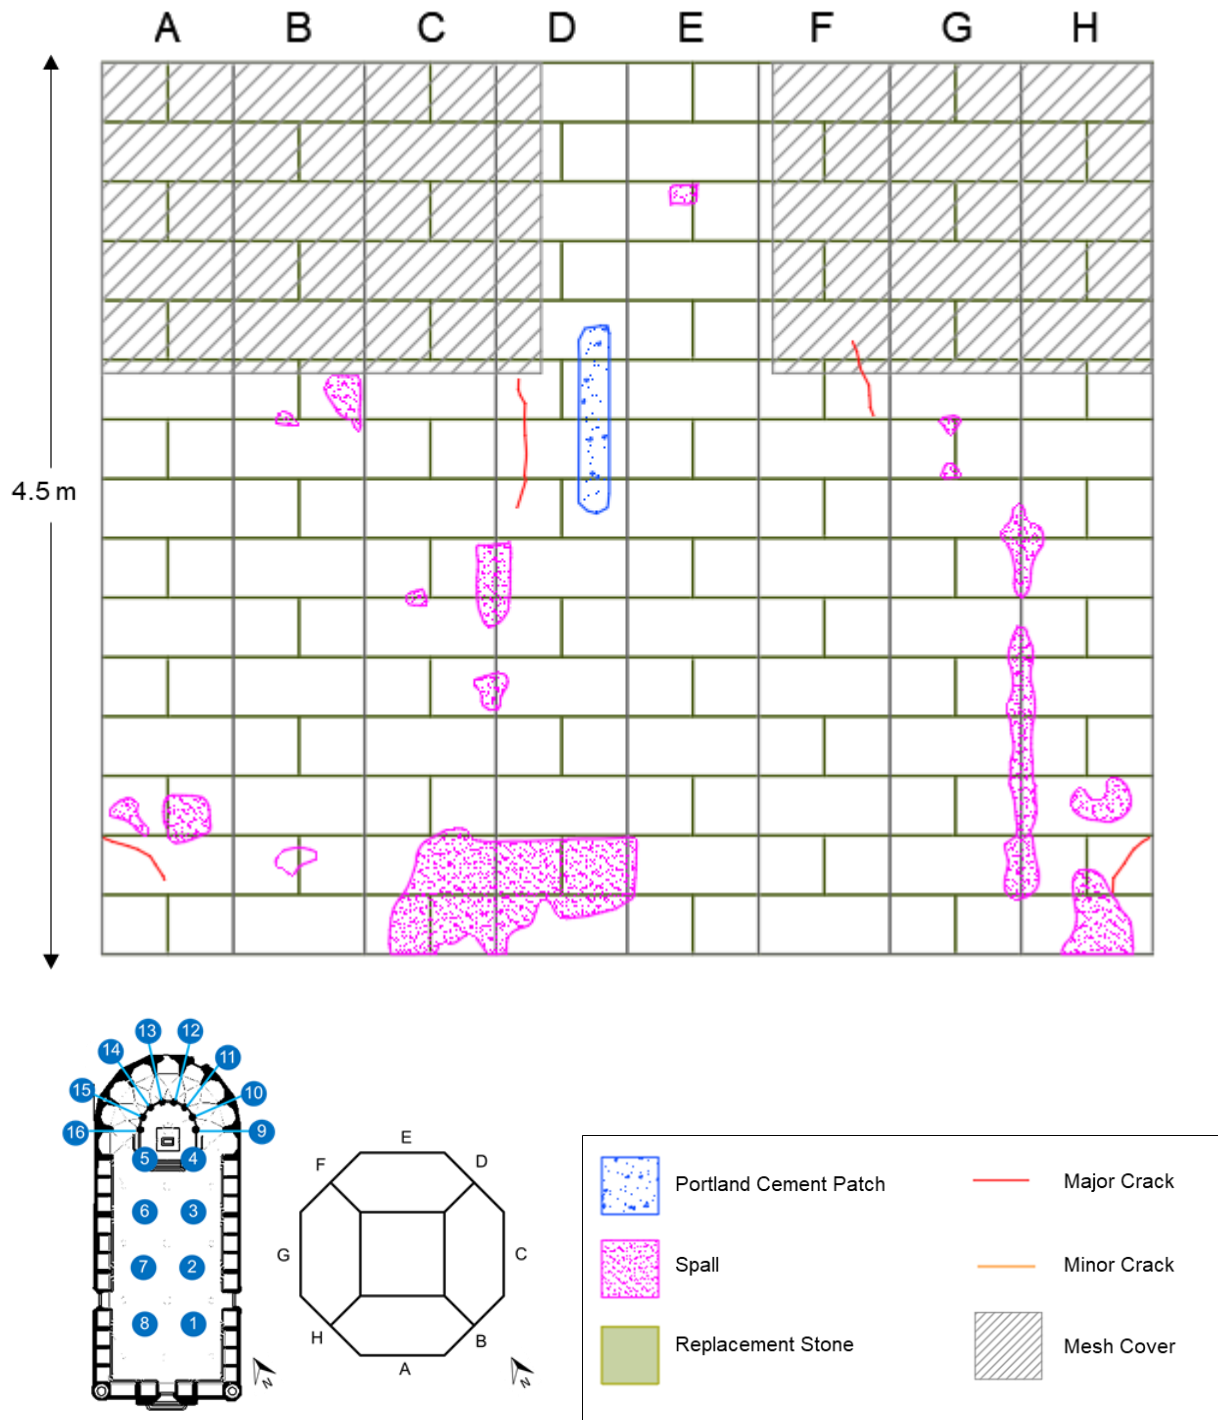 A B C D E F G H
4.5 m
13 12
14 11
15 10
16 9
5 4
6 3
7 2
8 1
N
E
F D
G C
H B
A
N
Portland Cement Patch
Major Crack
Spall
Minor Crack
Replacement Stone
Mesh Cover